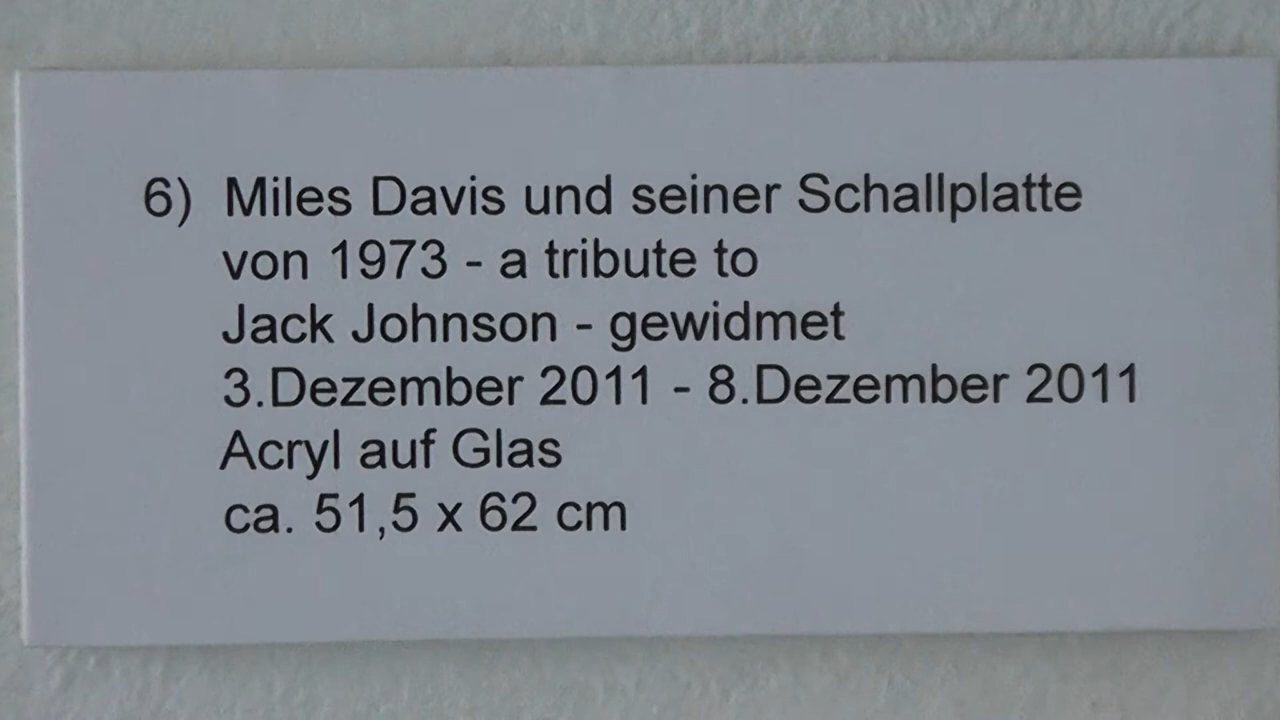 6) Miles Davis und seiner Schallplatte
von 1973 - a tribute to
Jack Johnson - gewidmet
3.Dezember 2011 - 8.Dezember 2011
Acryl auf Glas
ca. 51,5 x 62 cm